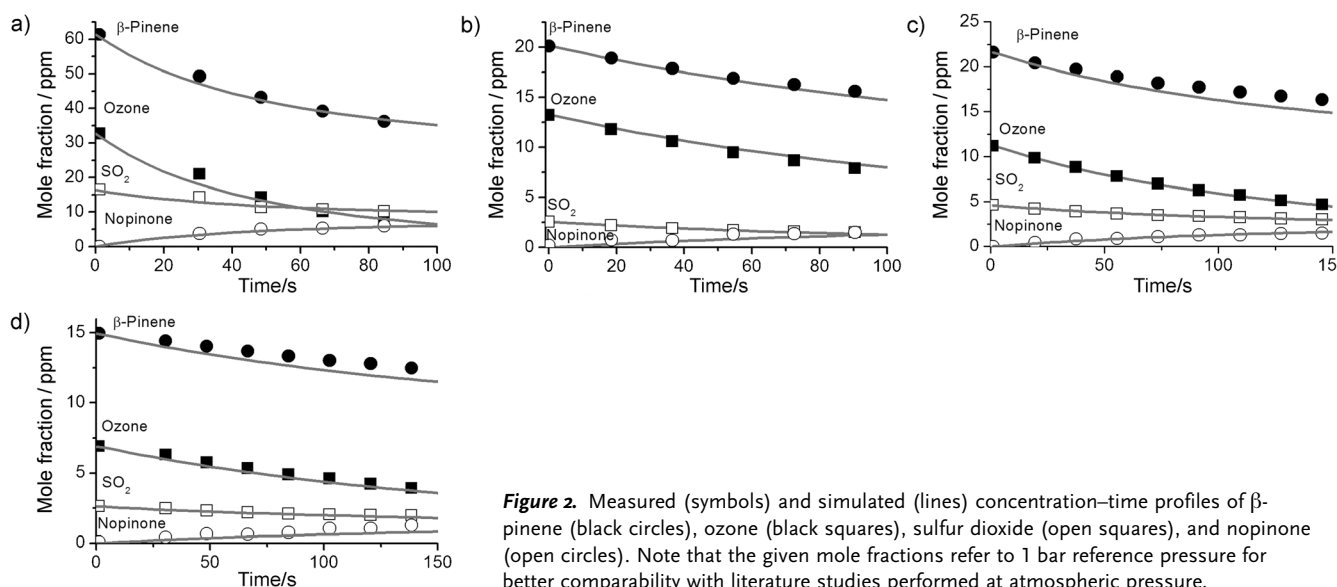 a)
β-Pinene
Ozone
SO₂
Nopinone
Mole fraction / ppm
60
50
40
30
20
10
0
0 20 40 60 80 100
Time/s
b)
β-Pinene
Ozone
SO₂
Nopinone
Mole fraction / ppm
20
15
10
5
0
0 20 40 60 80 100
Time/s
c)
β-Pinene
Ozone
SO₂
Nopinone
Mole fraction / ppm
25
20
15
10
5
0
0 50 100 15
Time/s
d)
β-Pinene
Ozone
SO₂
Nopinone
Mole fraction / ppm
15
10
5
0
0 50 100 150
Time/s
Figure 2. Measured (symbols) and simulated (lines) concentration–time profiles of β-
pinene (black circles), ozone (black squares), sulfur dioxide (open squares), and nopinone
(open circles). Note that the given mole fractions refer to 1 bar reference pressure for
better comparability with literature studies performed at atmospheric pressure.